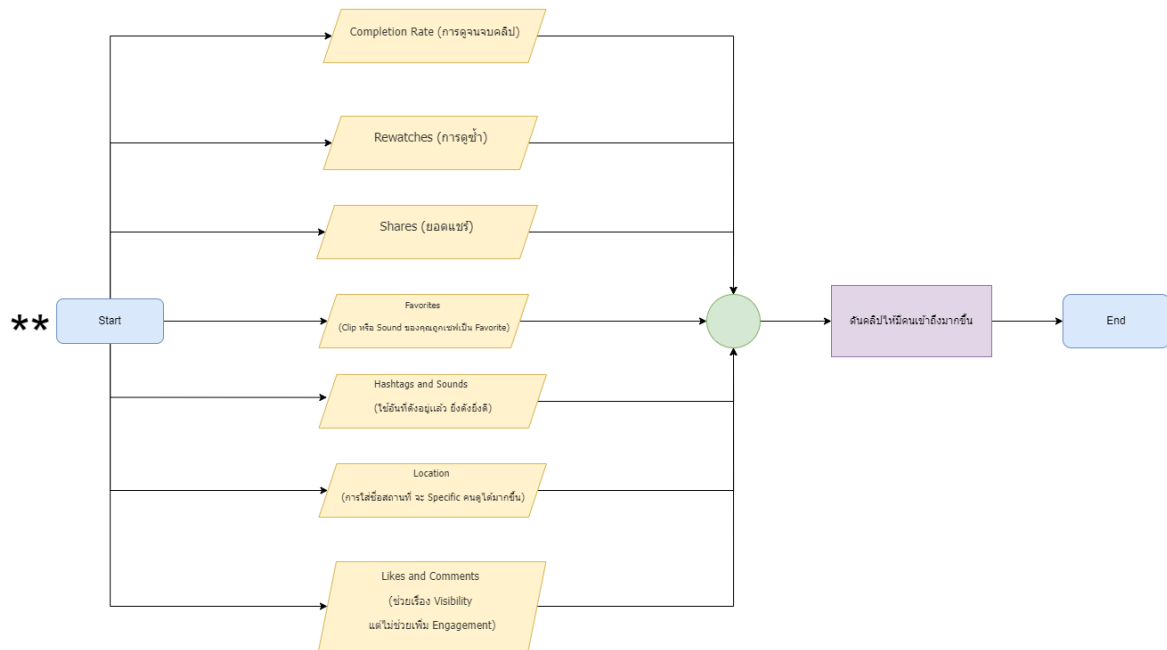 Completion Rate (การดูจนจบคลิป)
Rewatches (การดูซ้ำ)
Shares (ยอดแชร์)
**
Start
Favorites
(Clip หรือ Sound ของคุณถูกเซฟเป็น Favorite)
ดันคลิปให้มีคนเข้าถึงมากขึ้น
End
Hashtags and Sounds
(ใช้อันที่ดังอยู่แล้ว ยิ่งดังยิ่งดี)
Location
(การใส่ชื่อสถานที่ จะ Specific คนดูได้มากขึ้น)
Likes and Comments
(ช่วยเรื่อง Visibility
แต่ไม่ช่วยเพิ่ม Engagement)